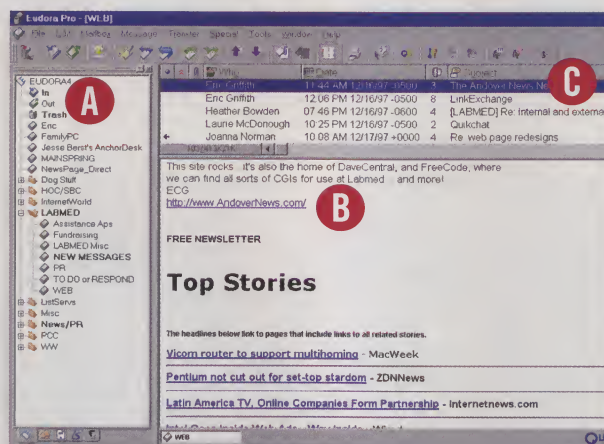 Eudora Pro - [WEB]
File Edit Mailbox Message Transfer Special Tools Window Help
Who Date Subject
EUDORA4
In
Out
Trash
Eric
FamilyPC
Jesse Berst's AnchorDesk
MAINSPRING
NewsPage_Direct
Dog Stuff
HOC/SBC
InternetWorld
LABMED
Assistance Aps
Fundraising
LABMED Misc
NEW MESSAGES
PR
TO DO or RESPOND
WEB
ListServs
Misc
News/PR
PCC
WW
A
Eric Griffith 11:44 AM 12/16/97 -0500 3 The Andover News Ne
C
Eric Griffith 12:06 PM 12/16/97 -0500 8 LinkExchange
Heather Bowden 07:46 PM 12/16/97 -0600 4 [LABMED] Re: Internal and externa
Laurie McDonough 10:25 PM 12/16/97 -0500 2 Quikchat
Joanna Norman 10:08 AM 12/17/97 +0000 4 Re: web page redesigns
This site rocks it's also the home of DaveCentral, and FreeCode, where
we can find all sorts of CGIs for use at Labmed and more!
ECG
http://www.AndoverNews.com/
B
FREE NEWSLETTER
Top Stories
The headlines below link to pages that include links to all related stories.
Vicom router to support multihoming - MacWeek
Pentium not cut out for set-top stardom - ZDNNews
Latin America TV, Online Companies Form Partnership - Internetnews.com
WEB